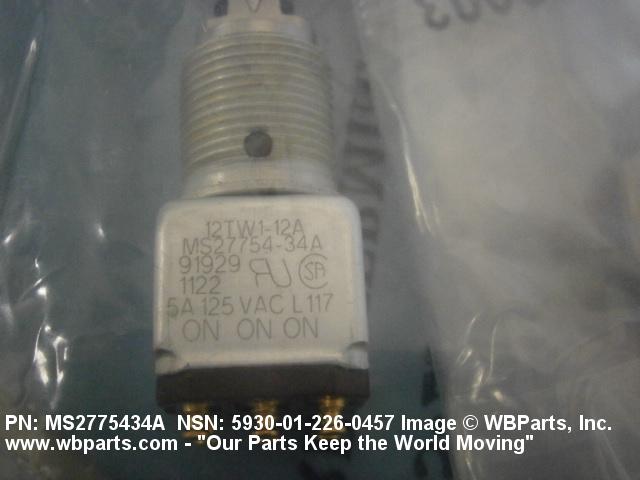 12TW1-12A
MS27754-34A
91929
1122
5A 125 VAC L 117
ON ON ON
PN: MS2775434A NSN: 5930-01-226-0457 Image © WBParts, Inc.
www.wbparts.com - "Our Parts Keep the World Moving"